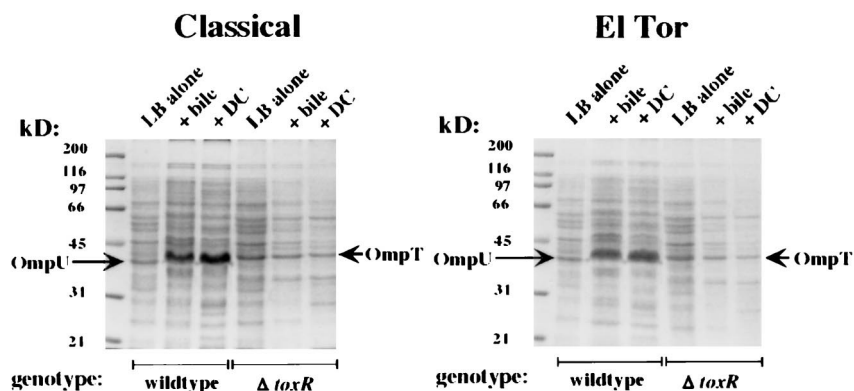 Classical
El Tor
kD:
LB alone
+ bile
+ DC
LB alone
+ bile
+ DC
200
116
97
66
45
31
21
OmpU
OmpT
genotype:
wildtype
Δ toxR
kD:
LB alone
+ bile
+ DC
LB alone
+ bile
+ DC
200
116
97
66
45
31
21
OmpU
OmpT
genotype:
wildtype
Δ toxR